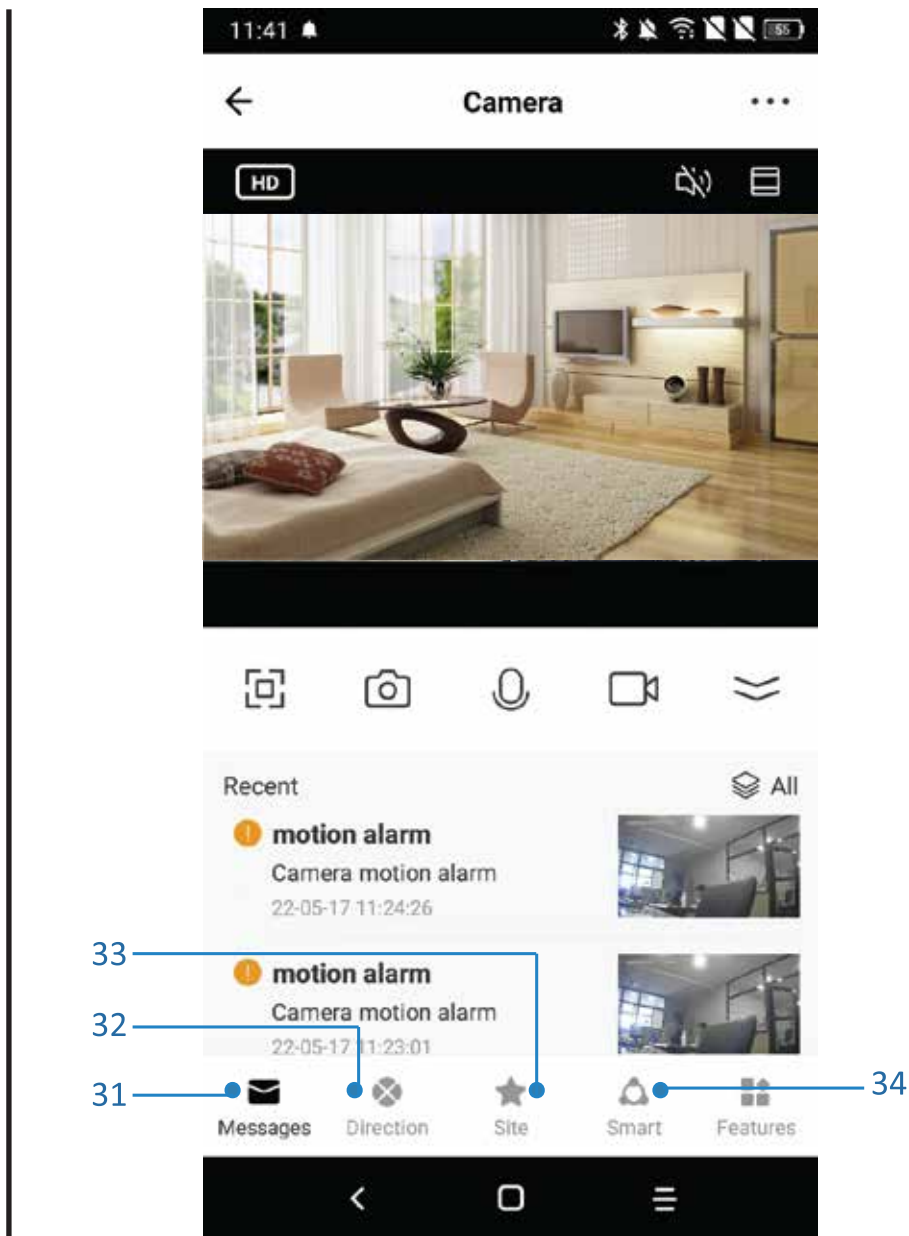 11:41 55
Camera
HD
Recent All
motion alarm
Camera motion alarm
22-05-17 11:24:26
33
motion alarm
Camera motion alarm
32
22-05-17 11:23:01
31 34
Messages Direction Site Smart Features